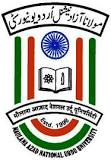 مولانا آزاد نیشنل اردو یونیورسٹی
मौलाना आज़ाद नेशनल उर्दू यूनिवर्सिटी
Estd. 1998
MAULANA AZAD NATIONAL URDU UNIVERSITY